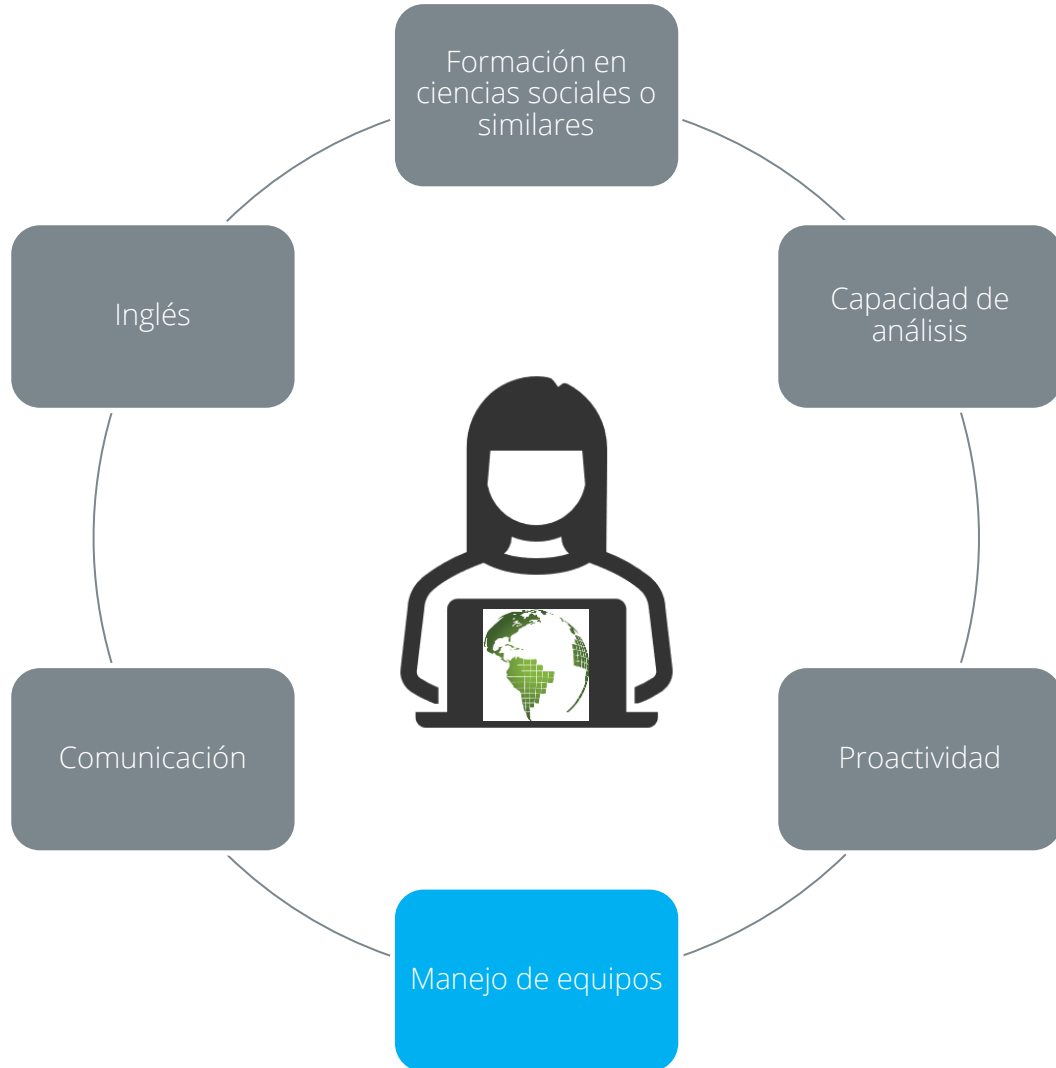 Formación en
ciencias sociales o
similares
Capacidad de
análisis
Proactividad
Manejo de equipos
Comunicación
Inglés